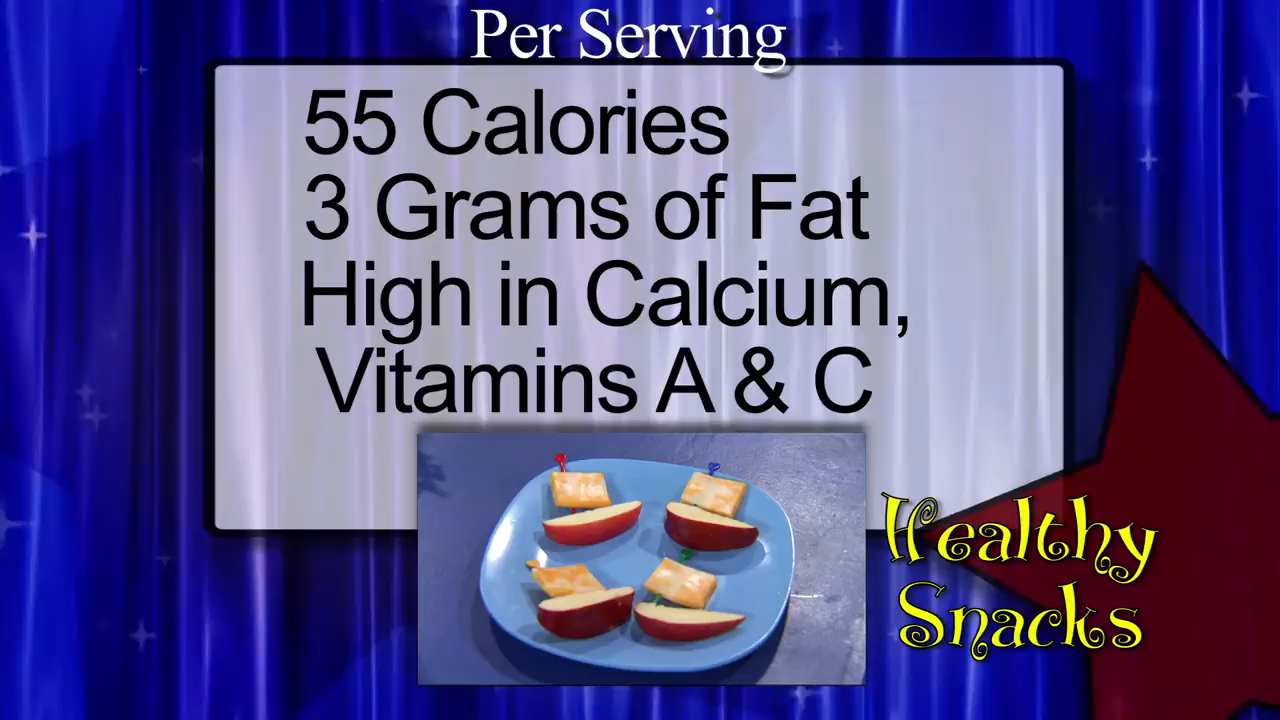 Per Serving
55 Calories
3 Grams of Fat
High in Calcium,
Vitamins A & C
Healthy
Snacks